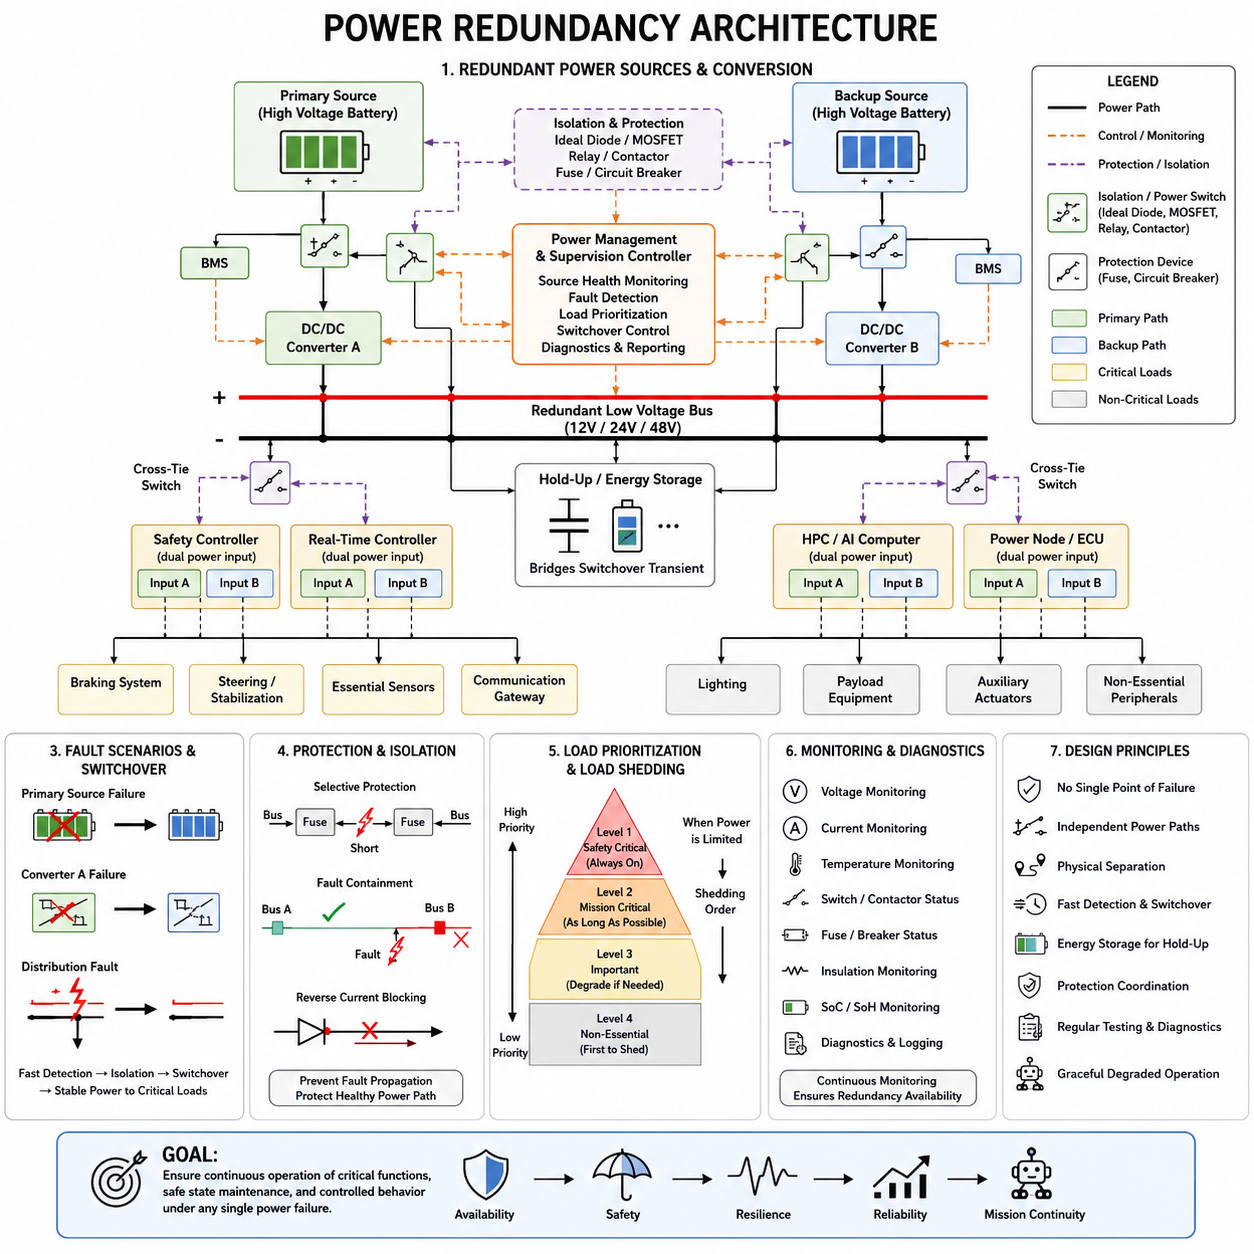 POWER REDUNDANCY ARCHITECTURE
1. REDUNDANT POWER SOURCES & CONVERSION
Primary Source
(High Voltage Battery)
+ + -
Isolation & Protection
Ideal Diode / MOSFET
Relay / Contactor
Fuse / Circuit Breaker
Backup Source
(High Voltage Battery)
+ + -
LEGEND
Power Path
Control / Monitoring
Protection / Isolation
Isolation / Power Switch
(Ideal Diode, MOSFET,
Relay, Contactor)
Protection Device
(Fuse, Circuit Breaker)
Primary Path
Backup Path
Critical Loads
Non-Critical Loads
BMS
Power Management
& Supervision Controller
Source Health Monitoring
Fault Detection
Load Prioritization
Switchover Control
Diagnostics & Reporting
BMS
DC/DC
Converter A
DC/DC
Converter B
+
Redundant Low Voltage Bus
(12V / 24V / 48V)
-
Cross-Tie
Switch
Hold-Up / Energy Storage
...
Bridges Switchover Transient
Cross-Tie
Switch
Safety Controller
(dual power input)
Input A
Input B
Real-Time Controller
(dual power input)
Input A
Input B
HPC / AI Computer
(dual power input)
Input A
Input B
Power Node / ECU
(dual power input)
Input A
Input B
Braking System
Steering /
Stabilization
Essential Sensors
Communication
Gateway
Lighting
Payload
Equipment
Auxiliary
Actuators
Non-Essential
Peripherals
3. FAULT SCENARIOS &
SWITCHOVER
Primary Source Failure
Converter A Failure
Distribution Fault
+
Fast Detection → Isolation → Switchover
→ Stable Power to Critical Loads
4. PROTECTION & ISOLATION
Selective Protection
Bus
Fuse
Fuse
Bus
Short
Fault Containment
Bus A
Bus B
Fault
Reverse Current Blocking
Prevent Fault Propagation
Protect Healthy Power Path
5. LOAD PRIORITIZATION
& LOAD SHEDDING
High
Priority
Low
Priority
Level 1
Safety Critical
(Always On)
Level 2
Mission Critical
(As Long As Possible)
Level 3
Important
(Degrade if Needed)
Level 4
Non-Essential
(First to Shed)
When Power
is Limited
Shedding
Order
6. MONITORING & DIAGNOSTICS
V Voltage Monitoring
A Current Monitoring
Temperature Monitoring
Switch / Contactor Status
Fuse / Breaker Status
Insulation Monitoring
SoC / SoH Monitoring
Diagnostics & Logging
Continuous Monitoring
Ensures Redundancy Availability
7. DESIGN PRINCIPLES
No Single Point of Failure
Independent Power Paths
Physical Separation
Fast Detection & Switchover
Energy Storage for Hold-Up
Protection Coordination
Regular Testing & Diagnostics
Graceful Degraded Operation
GOAL:
Ensure continuous operation of critical functions,
safe state maintenance, and controlled behavior
under any single power failure.
Availability
Safety
Resilience
Reliability
Mission Continuity